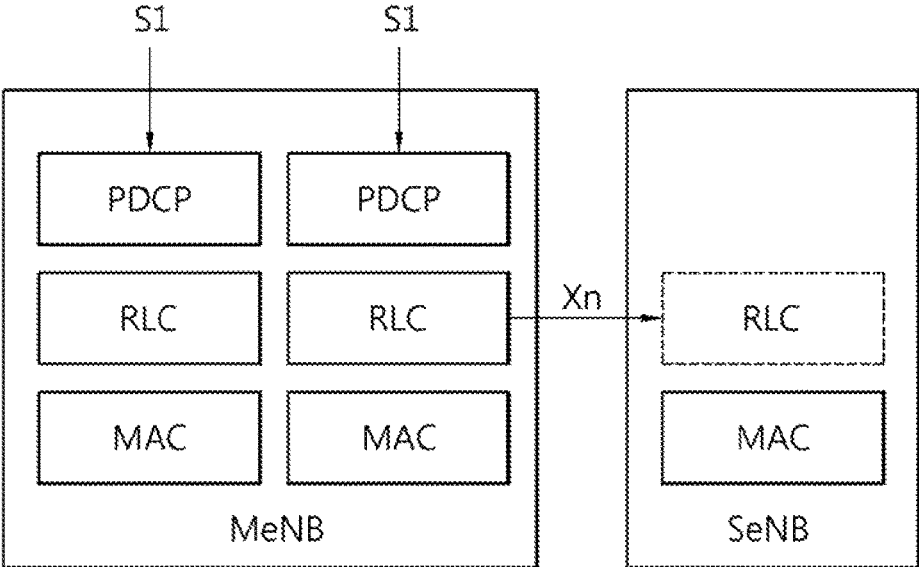 S1 S1
PDCP PDCP
Xn
RLC RLC RLC
MAC MAC MAC
MeNB SeNB